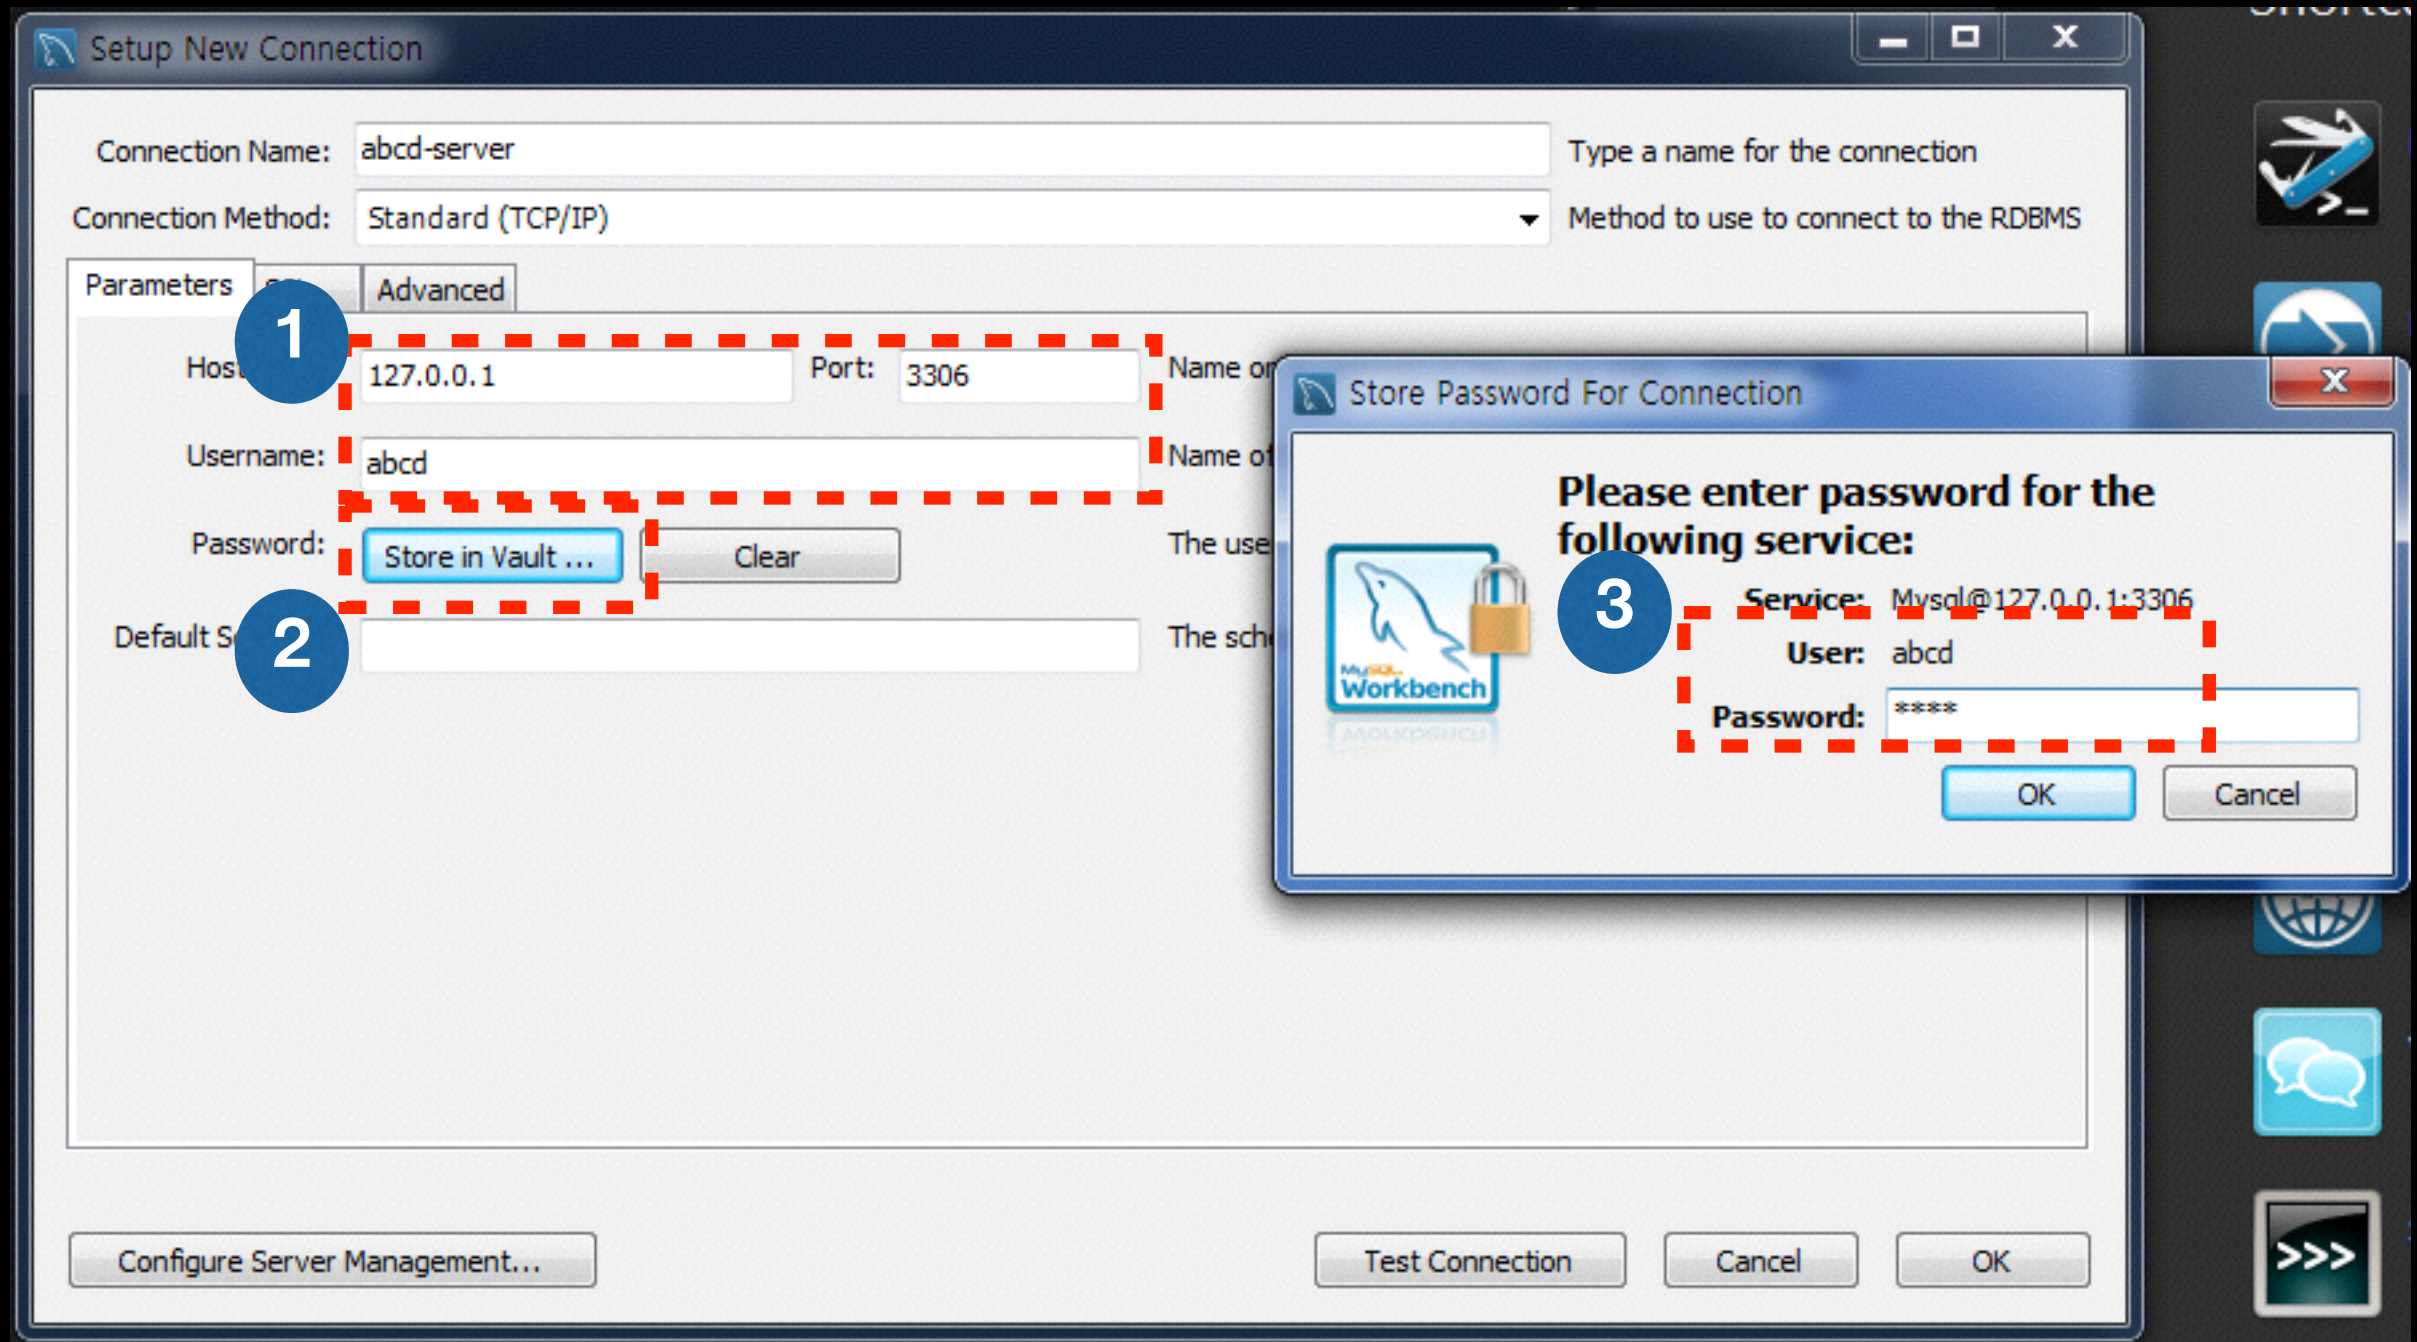 Setup New Connection
Connection Name: abcd-server Type a name for the connection
Connection Method: Standard (TCP/IP) Method to use to connect to the RDBMS
Parameters Advanced
1
127.0.0.1 Port: 3306 Name
Username: abcd Name
Password: Store in Vault ... Clear The
2
Default
The
Store Password For Connection
Please enter password for the
following service:
3
Service: Mysql@127.0.0.1:3306
User: abcd
Password: ****
OK Cancel
MySQL
Workbench
Configure Server Management... Test Connection Cancel OK
>_
>>>